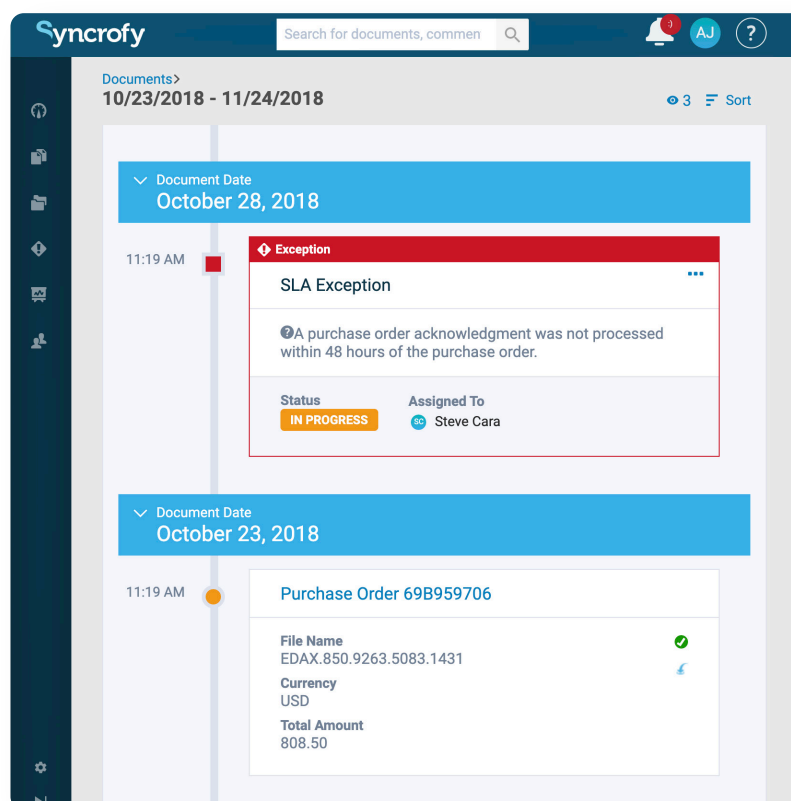 Syncrofy
Search for documents, commen
AJ
?
Documents>
10/23/2018 - 11/24/2018
3
Sort
Document Date
October 28, 2018
11:19 AM
Exception
SLA Exception
A purchase order acknowledgment was not processed
within 48 hours of the purchase order.
Status
Assigned To
IN PROGRESS
SC
Steve Cara
Document Date
October 23, 2018
11:19 AM
Purchase Order 69B959706
File Name
EDAX.850.9263.5083.1431
Currency
USD
Total Amount
808.50